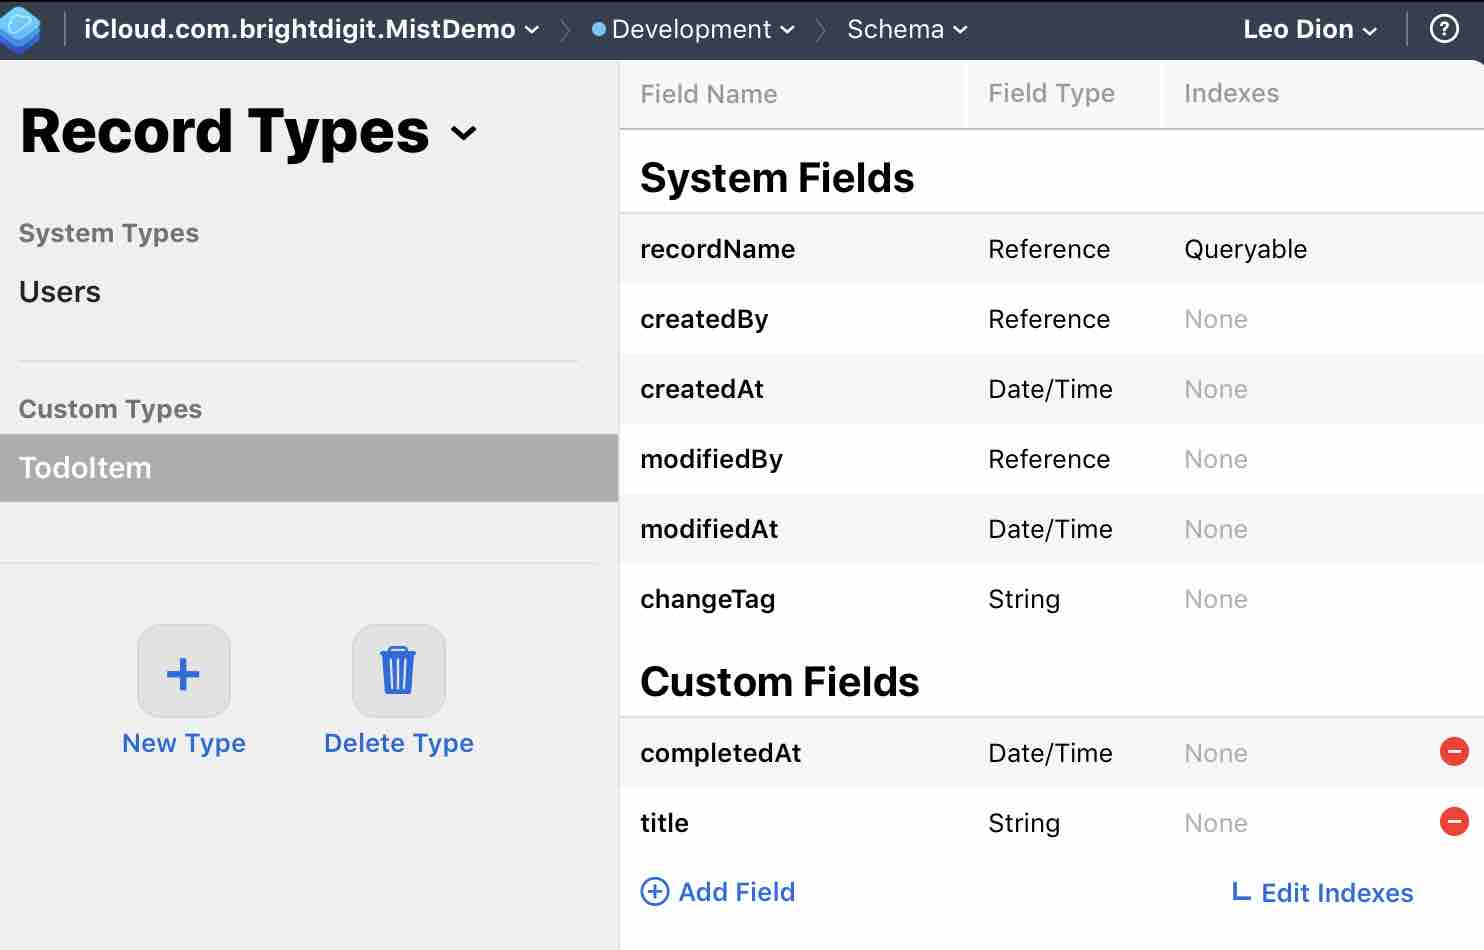 iCloud.com.brightdigit.MistDemo
Development
Schema
Leo Dion
?
Record Types
System Types
Users
Custom Types
TodoItem
New Type
Delete Type
Field Name Field Type Indexes
System Fields
recordName Reference Queryable
createdBy Reference None
createdAt Date/Time None
modifiedBy Reference None
modifiedAt Date/Time None
changeTag String None
Custom Fields
completedAt Date/Time None
title String None
Add Field
Edit Indexes